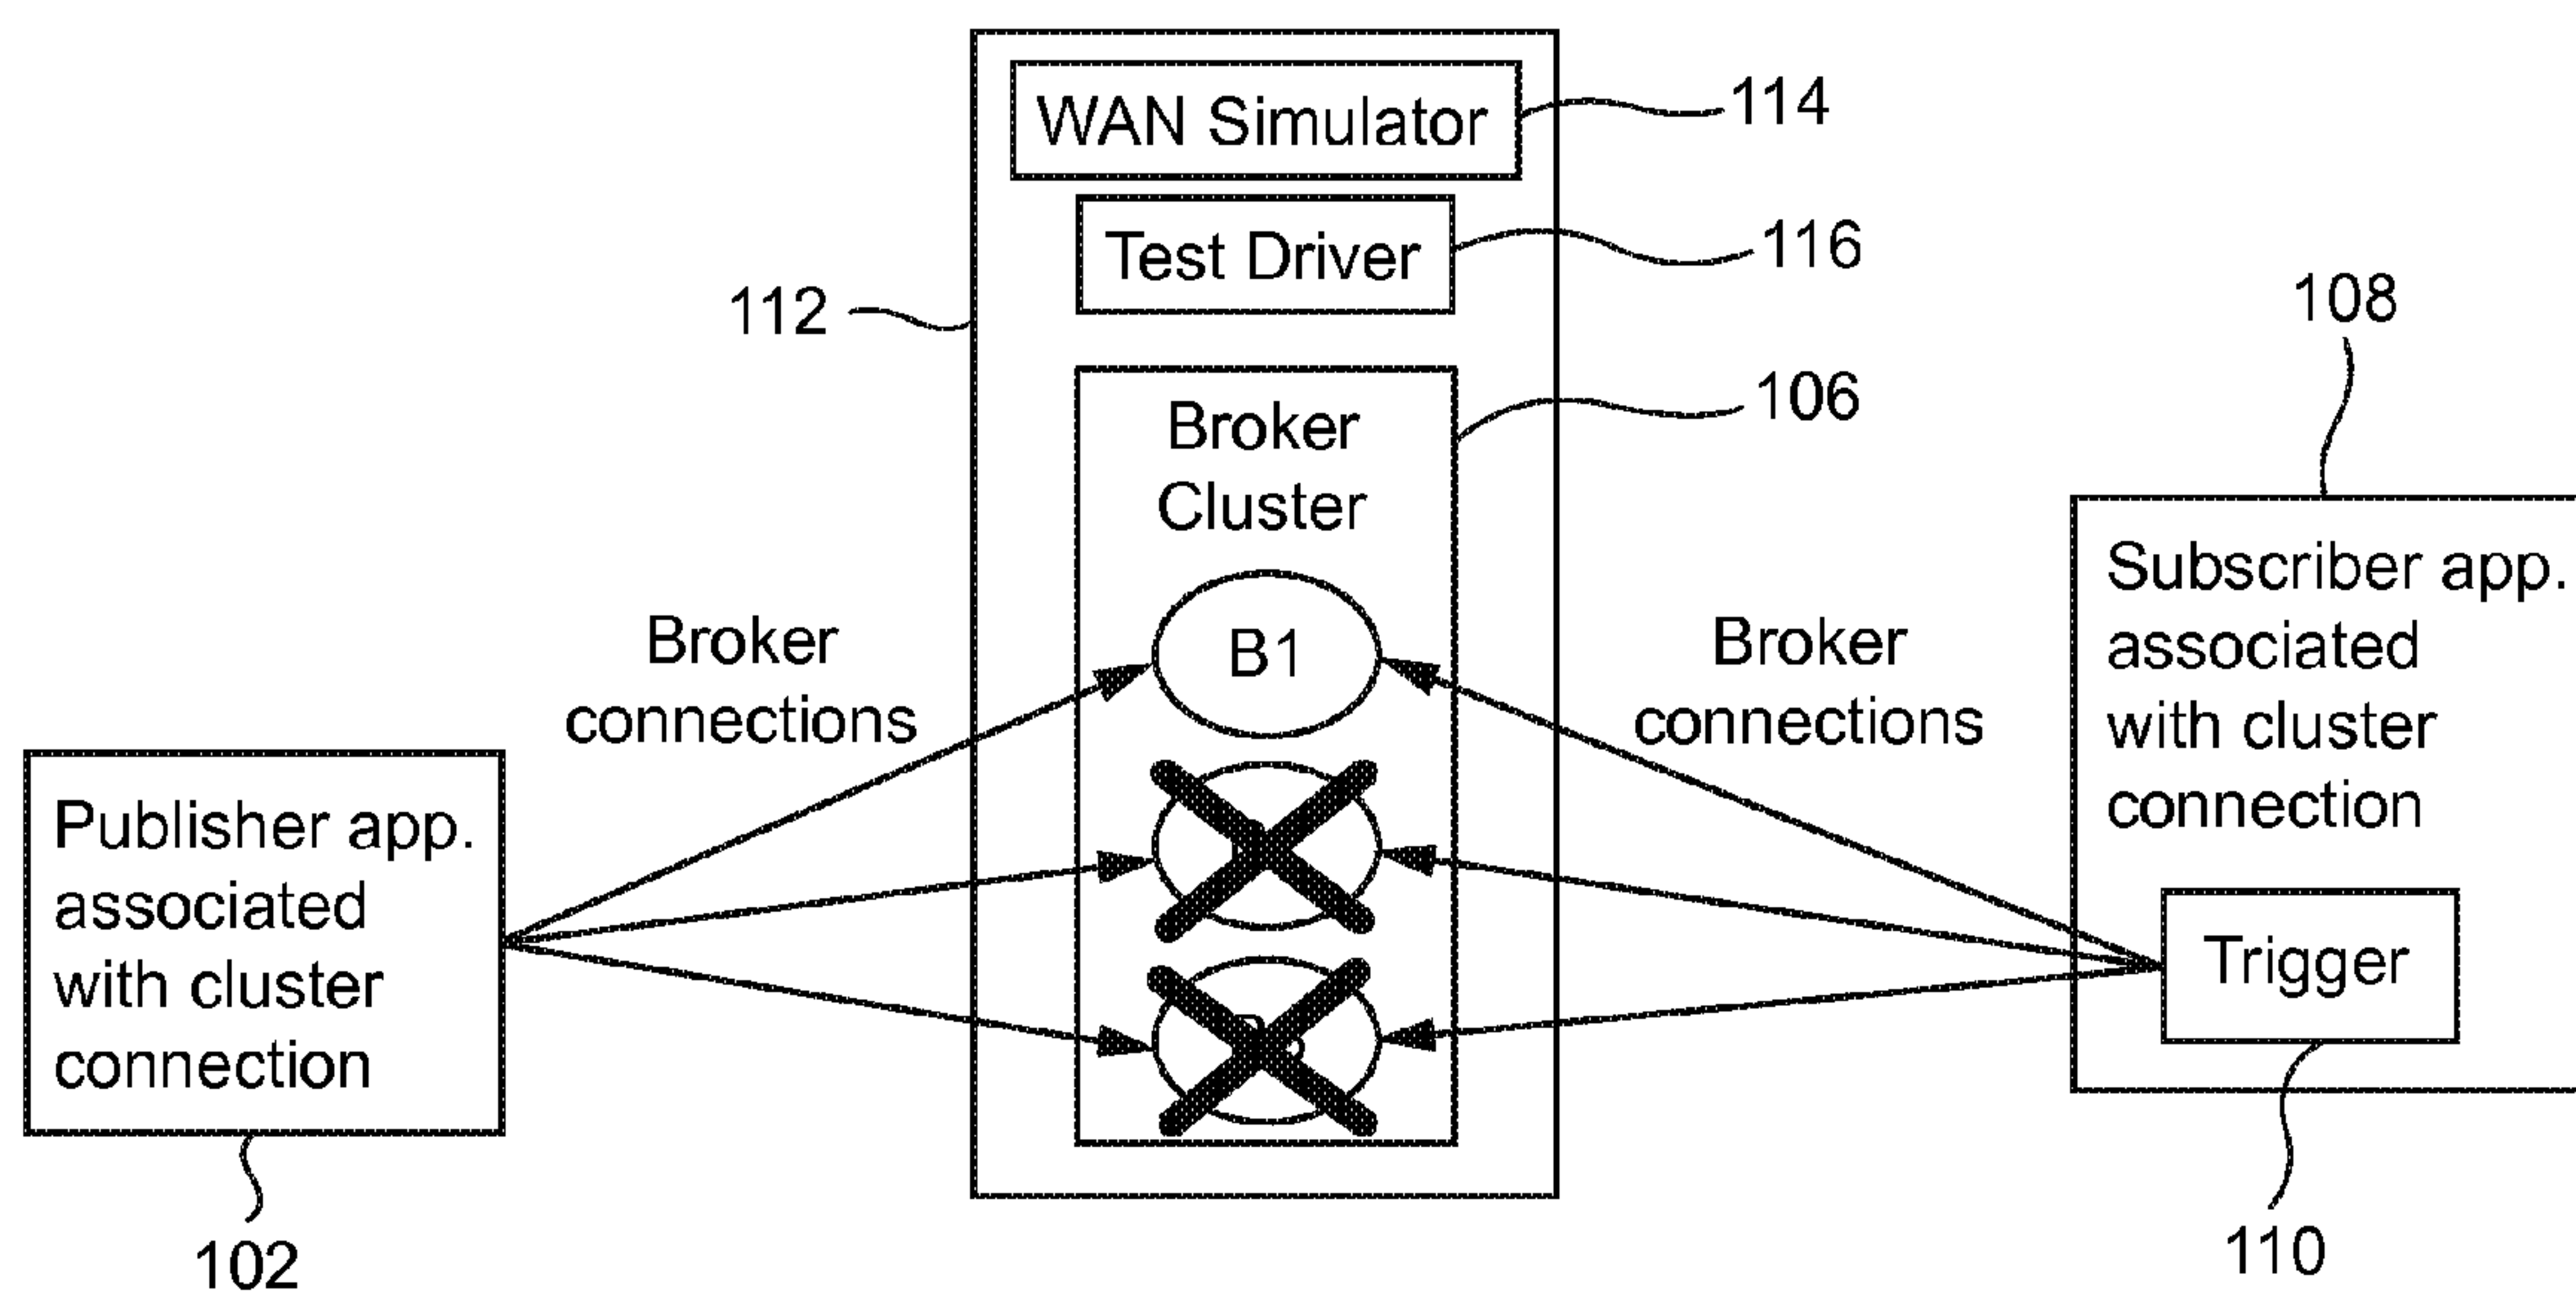 WAN Simulator
114
Test Driver
116
112
108
106
Broker
Cluster
B1
Broker
connections
Broker
connections
Subscriber app.
associated
with cluster
connection
Trigger
Publisher app.
associated
with cluster
connection
102
110